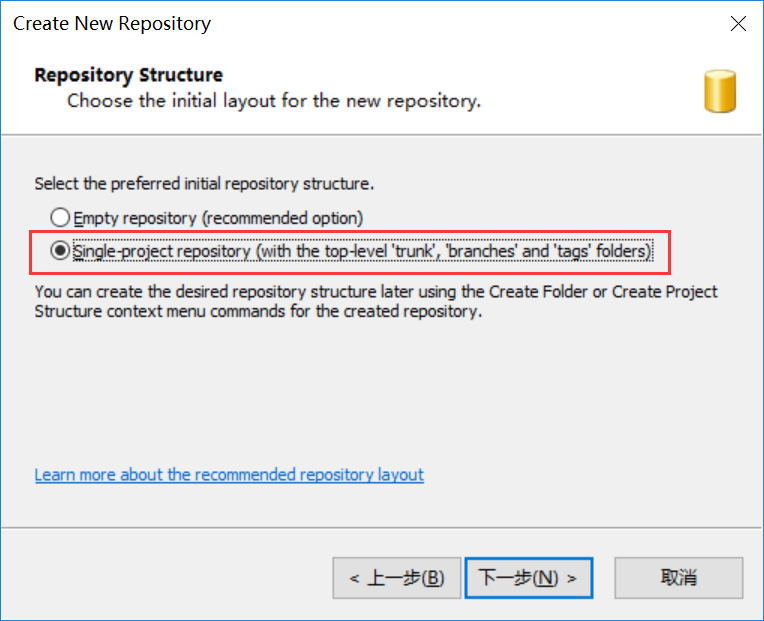 Create New Repository
Repository Structure
Choose the initial layout for the new repository.
Select the preferred initial repository structure.
Empty repository (recommended option)
Single-project repository (with the top-level 'trunk', 'branches' and 'tags' folders)
You can create the desired repository structure later using the Create Folder or Create Project
Structure context menu commands for the created repository.
Learn more about the recommended repository layout
< 上一步(B)
下一步(N) >
取消